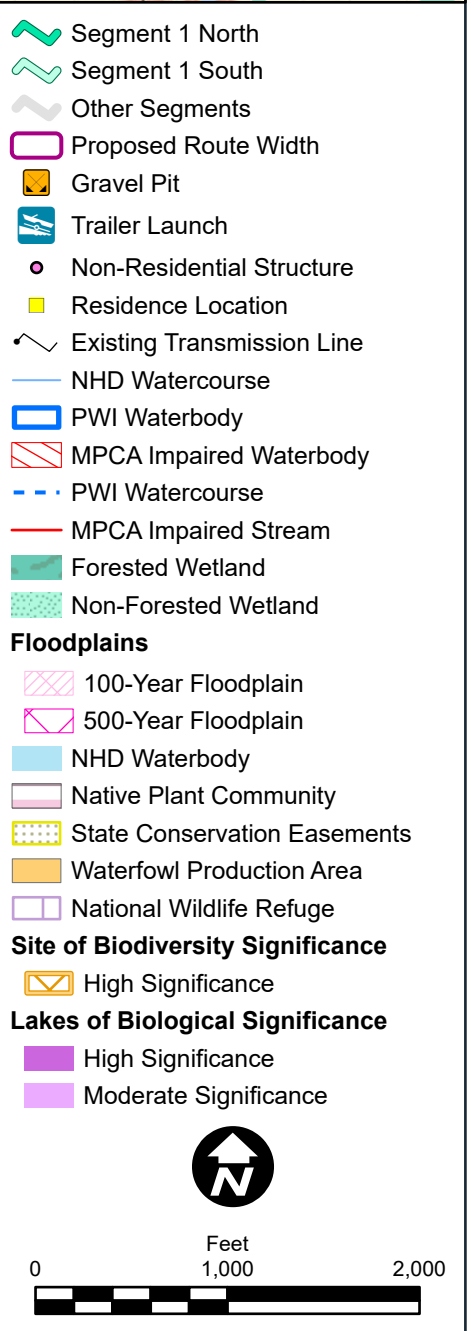 Segment 1 North
Segment 1 South
Other Segments
Proposed Route Width
Gravel Pit
Trailer Launch
Non-Residential Structure
Residence Location
Existing Transmission Line
NHD Watercourse
PWI Waterbody
MPCA Impaired Waterbody
PWI Watercourse
MPCA Impaired Stream
Forested Wetland
Non-Forested Wetland
Floodplains
100-Year Floodplain
500-Year Floodplain
NHD Waterbody
Native Plant Community
State Conservation Easements
Waterfowl Production Area
National Wildlife Refuge
Site of Biodiversity Significance
High Significance
Lakes of Biological Significance
High Significance
Moderate Significance
N
Feet
0 1,000 2,000